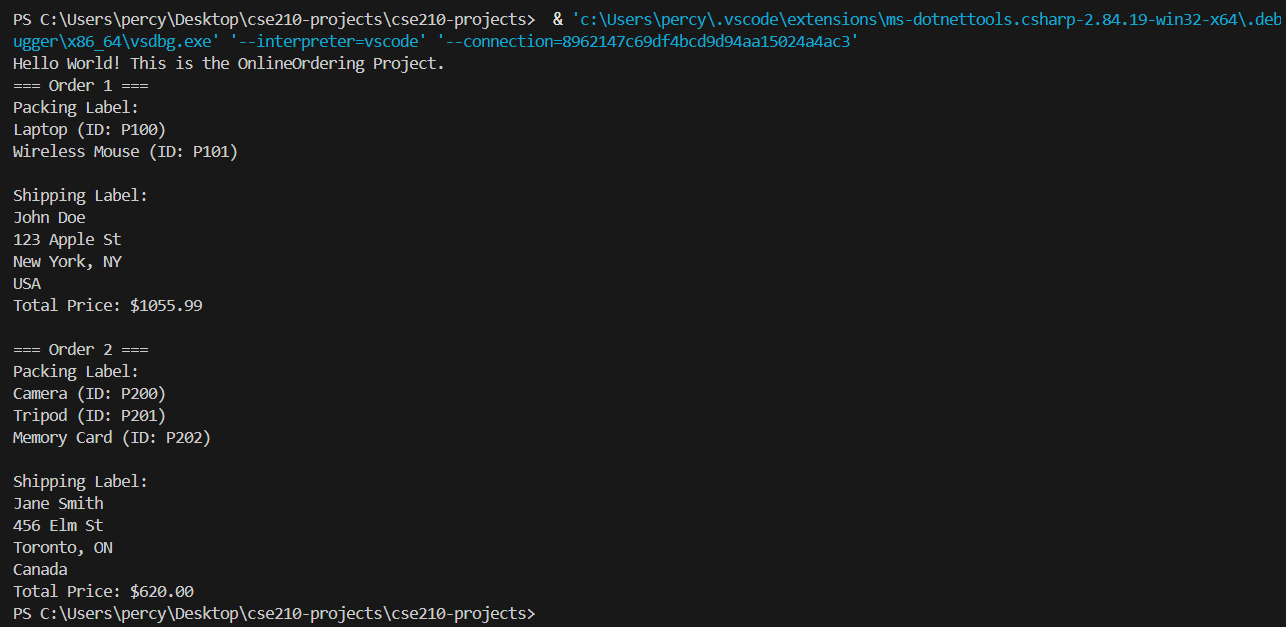 PS C:\Users\percy\Desktop\cse210-projects\cse210-projects>  & 'c:\Users\percy\.vscode\extensions\ms-dotnettools.csharp-2.84.19-win32-x64\.deb
ugger\x86_64\vsdbg.exe' '--interpreter=vscode' '--connection=8962147c69df4bcd9d94aa15024a4ac3'
Hello World! This is the OnlineOrdering Project.
=== Order 1 ===
Packing Label:
Laptop (ID: P100)
Wireless Mouse (ID: P101)

Shipping Label:
John Doe
123 Apple St
New York, NY
USA
Total Price: $1055.99

=== Order 2 ===
Packing Label:
Camera (ID: P200)
Tripod (ID: P201)
Memory Card (ID: P202)

Shipping Label:
Jane Smith
456 Elm St
Toronto, ON
Canada
Total Price: $620.00
PS C:\Users\percy\Desktop\cse210-projects\cse210-projects>